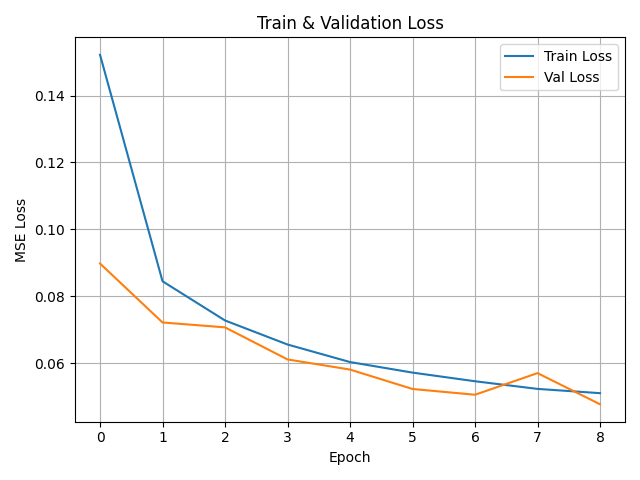 Train & Validation Loss
Train Loss
Val Loss
MSE Loss
0.14
0.12
0.10
0.08
0.06
0 1 2 3 4 5 6 7 8
Epoch